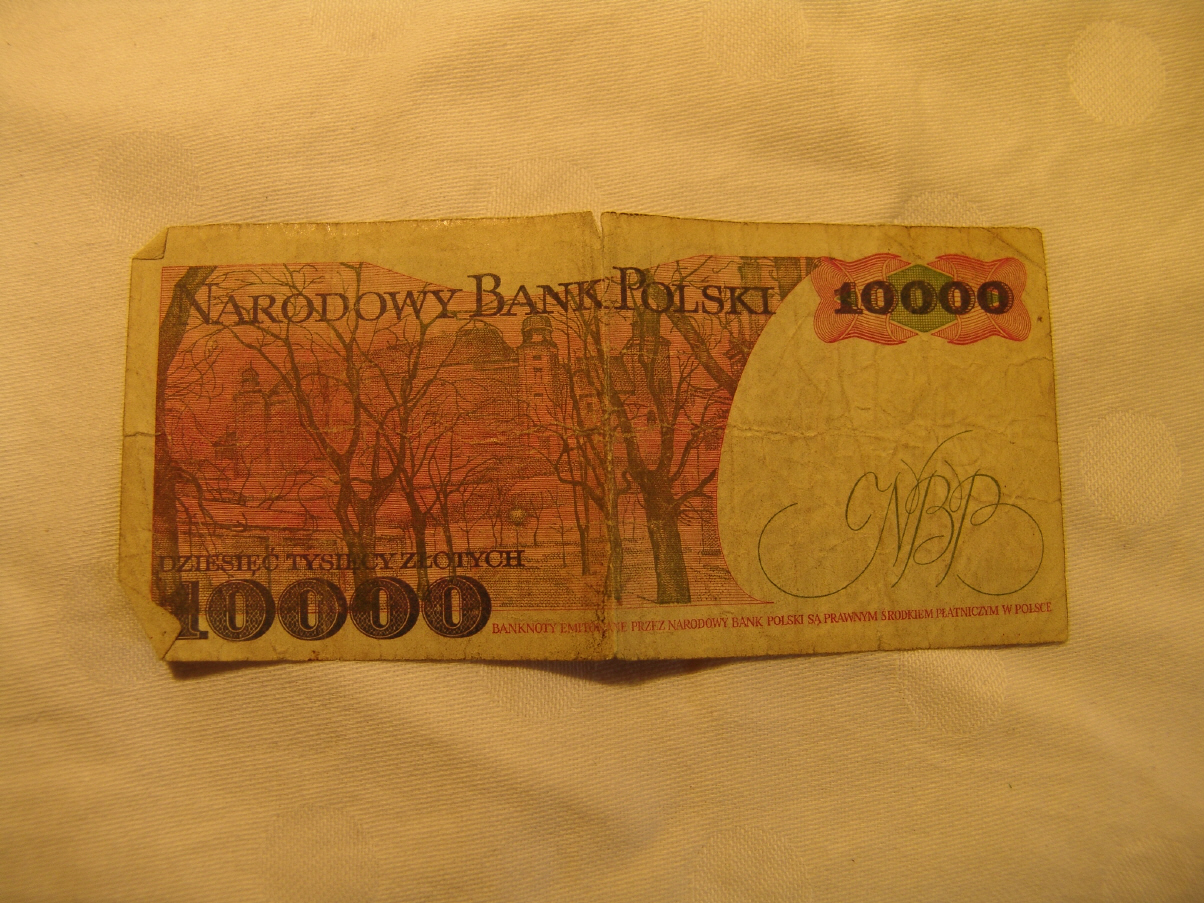 NARODOWY BANK POLSKI
10000
NBP
DZIESIĘĆ TYSIĘCY ZŁOTYCH
10000
BANKNOTY EMITOWANE PRZEZ NARODOWY BANK POLSKI SĄ PRAWNYM ŚRODKIEM PŁATNICZYM W POLSCE